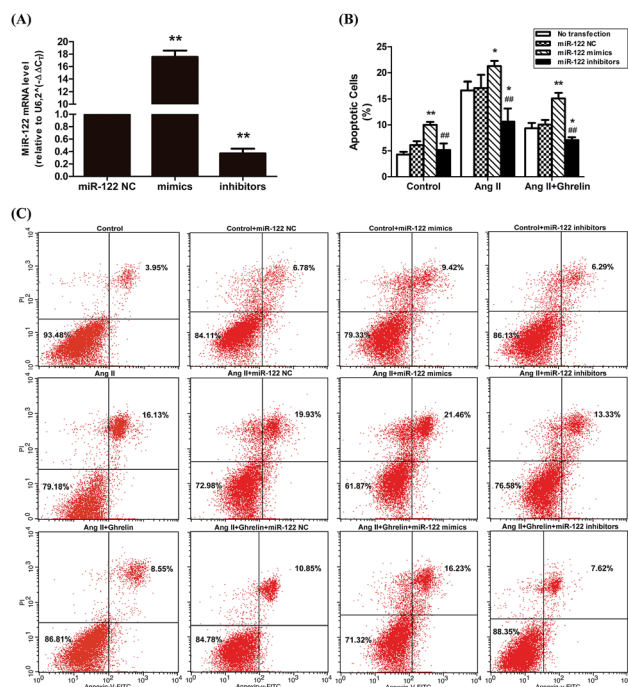 (A)
MiR-122 mRNA level
(relative to U6,2^(-Δ ΔCT))
20
18
16
14
12
10
8
6
4
2
1.0
0.8
0.6
0.4
0.2
0.0
**
**
miR-122 NC mimics inhibitors
(B)
Apoptotic Cells
(%)
25
20
15
10
5
0
No transfection
miR-122 NC
miR-122 mimics
miR-122 inhibitors
**
##
*
*
##
**
*
##
Control Ang II Ang II+Ghrelin
(C)
Control
3.95%
93.48%
Control+miR-122 NC
6.78%
84.11%
Control+miR-122 mimics
9.42%
79.33%
Control+miR-122 inhibitors
6.29%
86.13%
Ang II
16.13%
79.18%
Ang II+miR-122 NC
19.93%
72.98%
Ang II+miR-122 mimics
21.46%
61.87%
Ang II+miR-122 inhibitors
13.33%
76.58%
Ang II+Ghrelin
8.55%
86.81%
Ang II+Ghrelin+miR-122 NC
10.85%
84.78%
Ang II+Ghrelin+miR-122 mimics
16.23%
71.32%
Ang II+Ghrelin+miR-122 inhibitors
7.62%
88.35%
PI
PI
PI